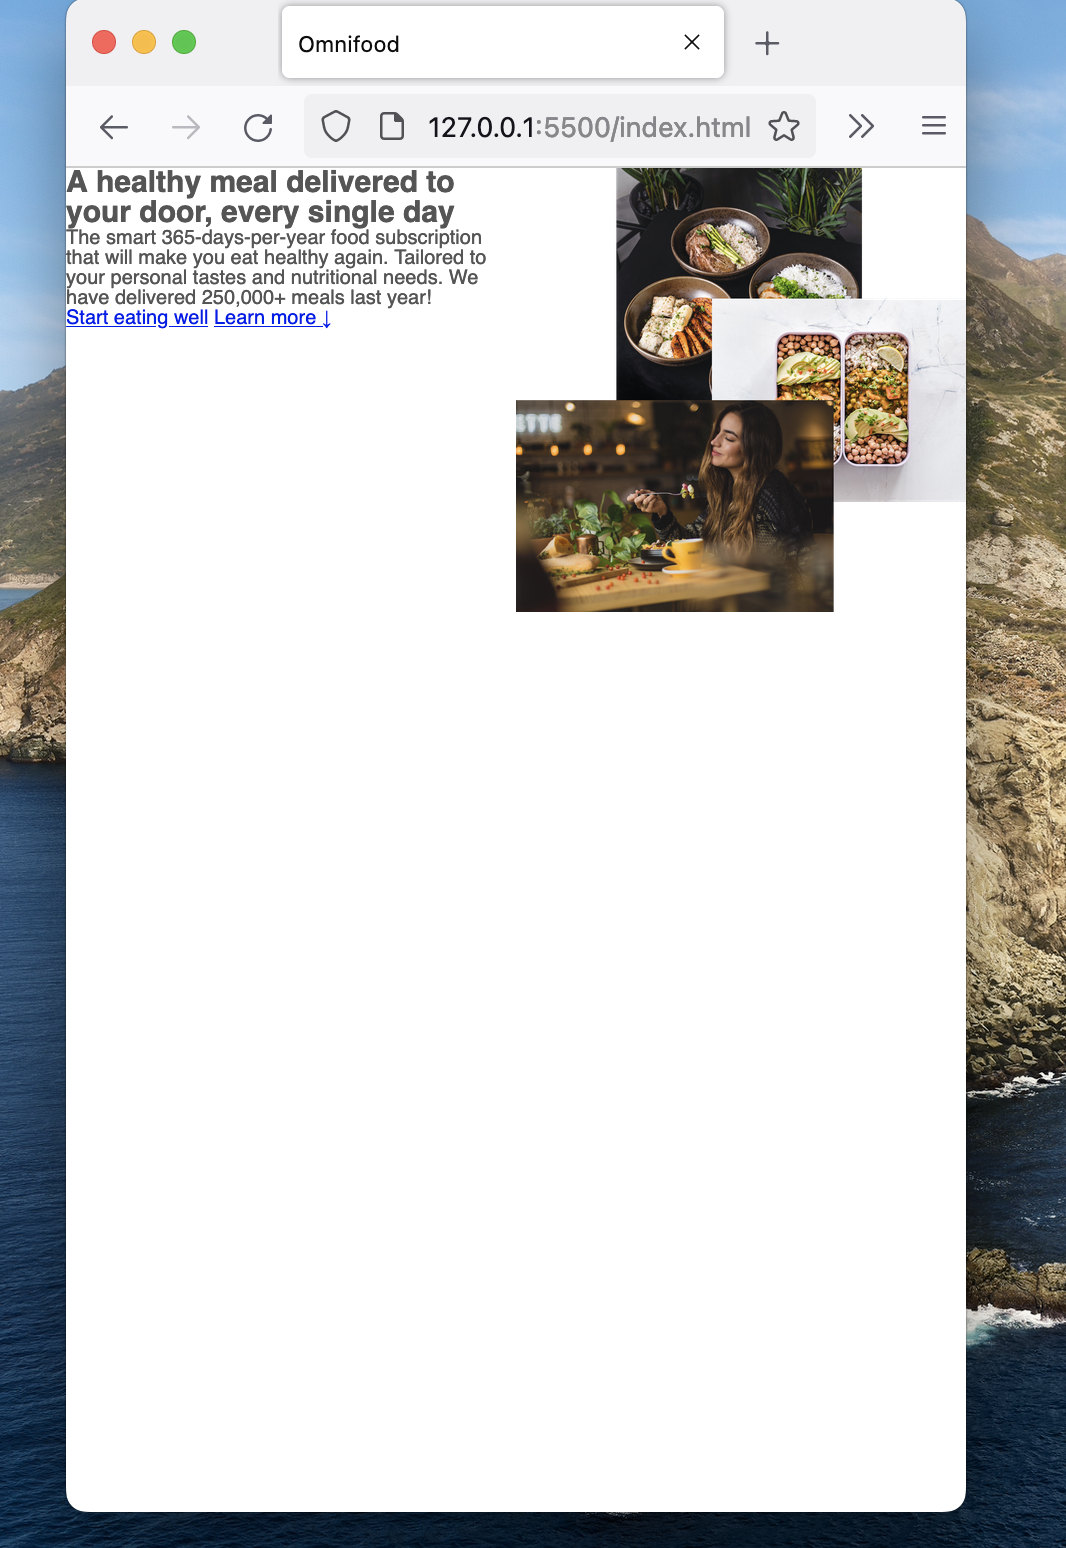 Omnifood
127.0.0.1:5500/index.html
A healthy meal delivered to
your door, every single day
The smart 365-days-per-year food subscription
that will make you eat healthy again. Tailored to
your personal tastes and nutritional needs. We
have delivered 250,000+ meals last year!
Start eating well Learn more ↓